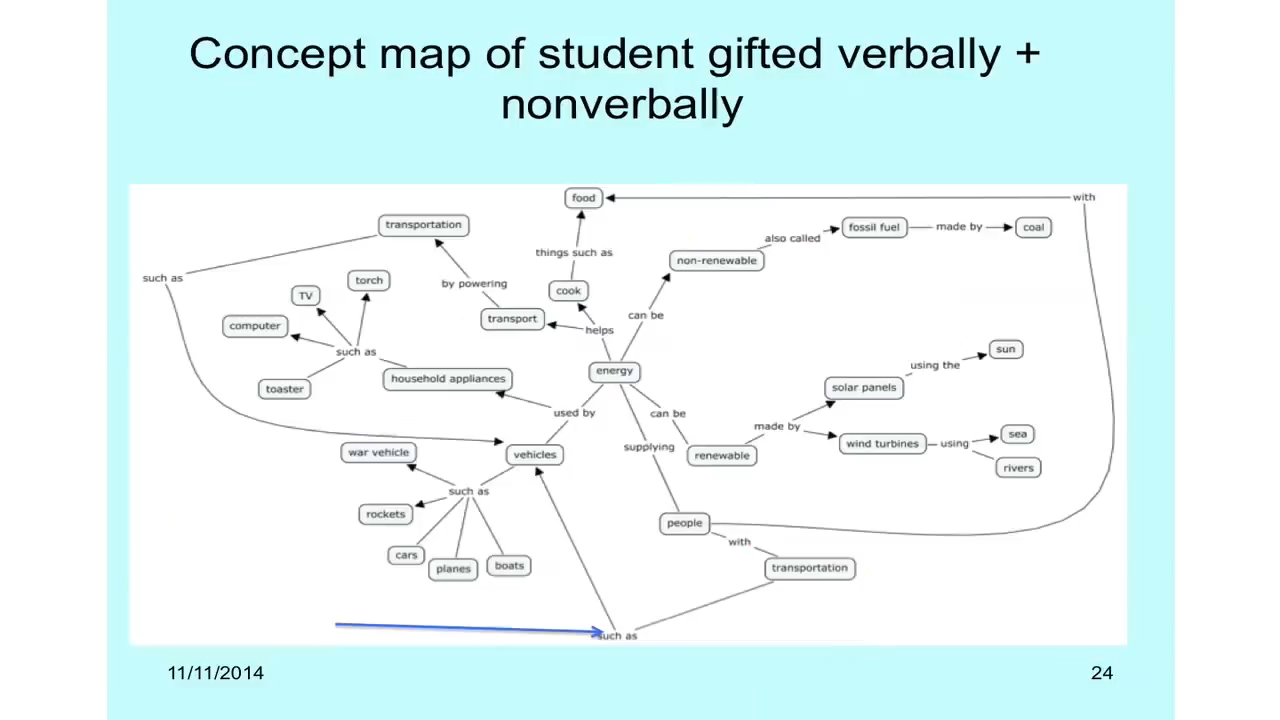 Concept map of student gifted verbally +
nonverbally
food
with
transportation
fossil fuel
made by
coal
also called
things such as
non-renewable
such as
torch
by powering
cook
TV
can be
transport
computer
helps
such as
sun
using the
energy
household appliances
solar panels
toaster
used by
can be
made by
sea
wind turbines
using
supplying
war vehicle
vehicles
renewable
rivers
such as
rockets
people
with
cars
planes
boats
transportation
such as
11/11/2014
24